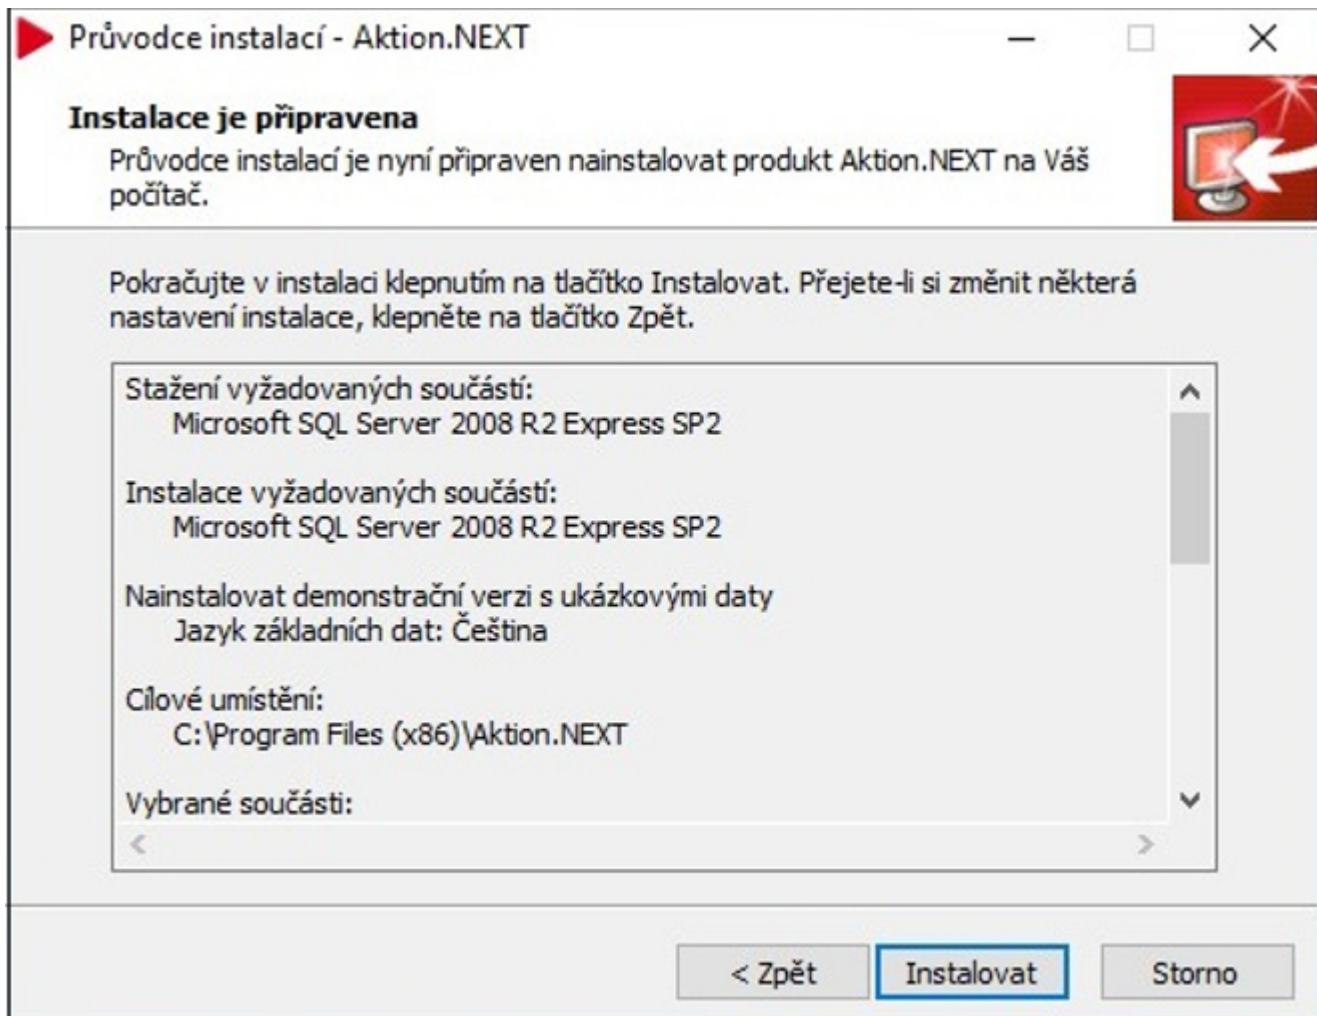 Průvodce instalací - Aktion.NEXT
Instalace je připravena
Průvodce instalací je nyní připraven nainstalovat produkt Aktion.NEXT na Váš
počítač.
Pokračujte v instalaci klepnutím na tlačítko Instalovat. Přejete-li si změnit některá
nastavení instalace, klepněte na tlačítko Zpět.
Stažení vyžadovaných součástí:
Microsoft SQL Server 2008 R2 Express SP2
Instalace vyžadovaných součástí:
Microsoft SQL Server 2008 R2 Express SP2
Nainstalovat demonstrační verzi s ukázkovými daty
Jazyk základních dat: Čeština
Cílové umístění:
C:\Program Files (x86)\Aktion.NEXT
Vybrané součásti:
< Zpět
Instalovat
Storno